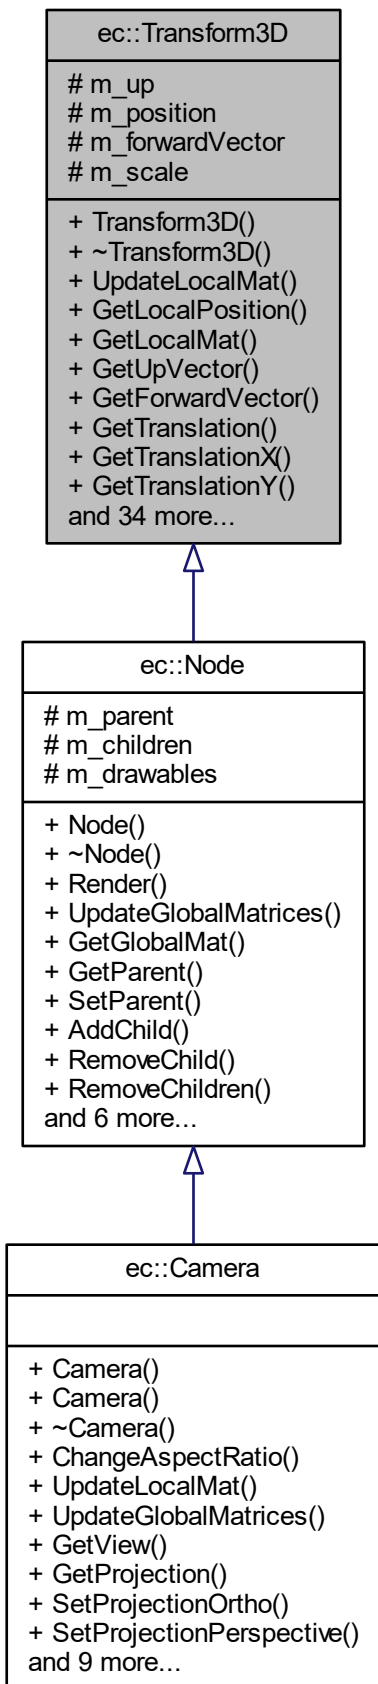 ec::Transform3D
# m_up
# m_position
# m_forwardVector
# m_scale
+ Transform3D()
+ ~Transform3D()
+ UpdateLocalMat()
+ GetLocalPosition()
+ GetLocalMat()
+ GetUpVector()
+ GetForwardVector()
+ GetTranslation()
+ GetTranslationX()
+ GetTranslationY()
and 34 more...
ec::Node
# m_parent
# m_children
# m_drawables
+ Node()
+ ~Node()
+ Render()
+ UpdateGlobalMatrices()
+ GetGlobalMat()
+ GetParent()
+ SetParent()
+ AddChild()
+ RemoveChild()
+ RemoveChildren()
and 6 more...
ec::Camera
+ Camera()
+ Camera()
+ ~Camera()
+ ChangeAspectRatio()
+ UpdateLocalMat()
+ UpdateGlobalMatrices()
+ GetView()
+ GetProjection()
+ SetProjectionOrtho()
+ SetProjectionPerspective()
and 9 more...